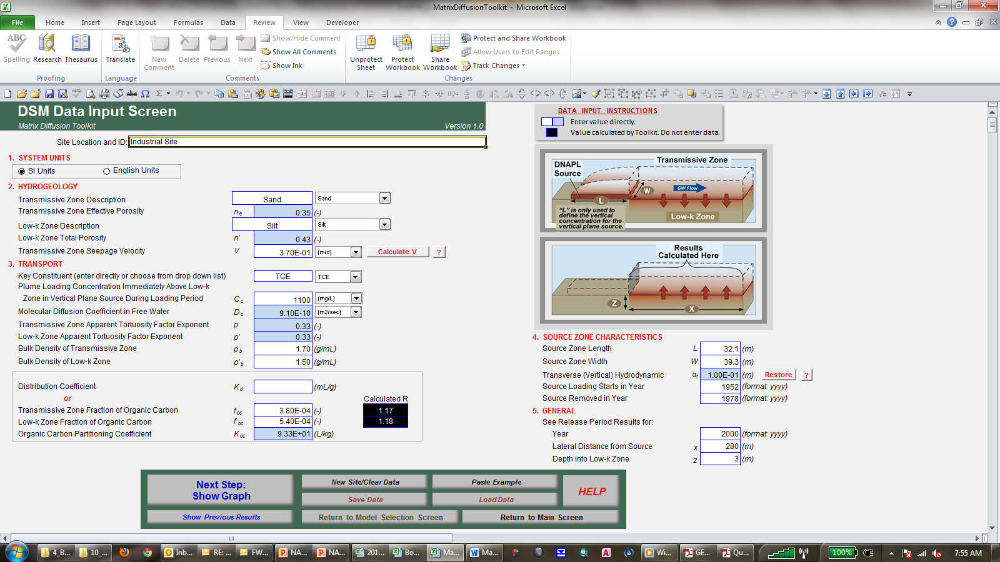 MatrixDiffusionToolkit - Microsoft Excel
File Home Insert Page Layout Formulas Data Review View Developer
ABC Spelling Research Thesaurus
Proofing
Translate
Language
New Comment Delete Previous Next
Show/Hide Comment
Show All Comments
Show Ink
Comments
Unprotect Sheet Protect Workbook Share Workbook
Protect and Share Workbook
Allow Users to Edit Ranges
Track Changes
Changes
DSM Data Input Screen
Matrix Diffusion Toolkit Version 1.0
Site Location and ID: Industrial Site
1. SYSTEM UNITS
SI Units English Units
2. HYDROGEOLOGY
Transmissive Zone Description Sand Sand
Transmissive Zone Effective Porosity ne 0.35 (-)
Low-k Zone Description Silt Silt
Low-k Zone Total Porosity n' 0.43 (-)
Transmissive Zone Seepage Velocity V 3.70E-01 (m/d) Calculate V ?
3. TRANSPORT
Key Constituent (enter directly or choose from drop down list) TCE TCE
Plume Loading Concentration Immediately Above Low-k
Zone in Vertical Plane Source During Loading Period Co 1100 (mg/L)
Molecular Diffusion Coefficient in Free Water Do 9.10E-10 (m2/sec)
Transmissive Zone Apparent Tortuosity Factor Exponent p 0.33 (-)
Low-k Zone Apparent Tortuosity Factor Exponent p' 0.33 (-)
Bulk Density of Transmissive Zone ρb 1.70 (g/mL)
Bulk Density of Low-k Zone ρ'b 1.50 (g/mL)
Distribution Coefficient Kd (mL/g)
or Calculated R
Transmissive Zone Fraction of Organic Carbon foc 3.80E-04 (-) 1.17
Low-k Zone Fraction of Organic Carbon f'oc 5.40E-04 (-) 1.18
Organic Carbon Partitioning Coefficient Koc 9.33E+01 (L/kg)
DATA INPUT INSTRUCTIONS
Enter value directly.
Value calculated by Toolkit. Do not enter data.
Transmissive Zone
DNAPL Source
W
GW Flow
L
"L" is only used to
define the vertical
concentration for the
vertical plane source.
Low-k Zone
Results
Calculated Here
Z
X
4. SOURCE ZONE CHARACTERISTICS
Source Zone Length L 32.1 (m)
Source Zone Width W 39.3 (m)
Transverse (Vertical) Hydrodynamic αt 1.00E-01 (m) Restore ?
Source Loading Starts in Year 1952 (format: yyyy)
Source Removed in Year 1978 (format: yyyy)
5. GENERAL
See Release Period Results for:
Year 2000 (format: yyyy)
Lateral Distance from Source x 280 (m)
Depth into Low-k Zone z 3 (m)
Next Step:
Show Graph
New Site/Clear Data Paste Example HELP
Save Data Load Data
Show Previous Results Return to Model Selection Screen Return to Main Screen
4_B... 10_... Inb... RE: ... FW... NA... NA... 201... Bo... Ma... Ma... Wi... GE... Qu... 100% 7:55 AM